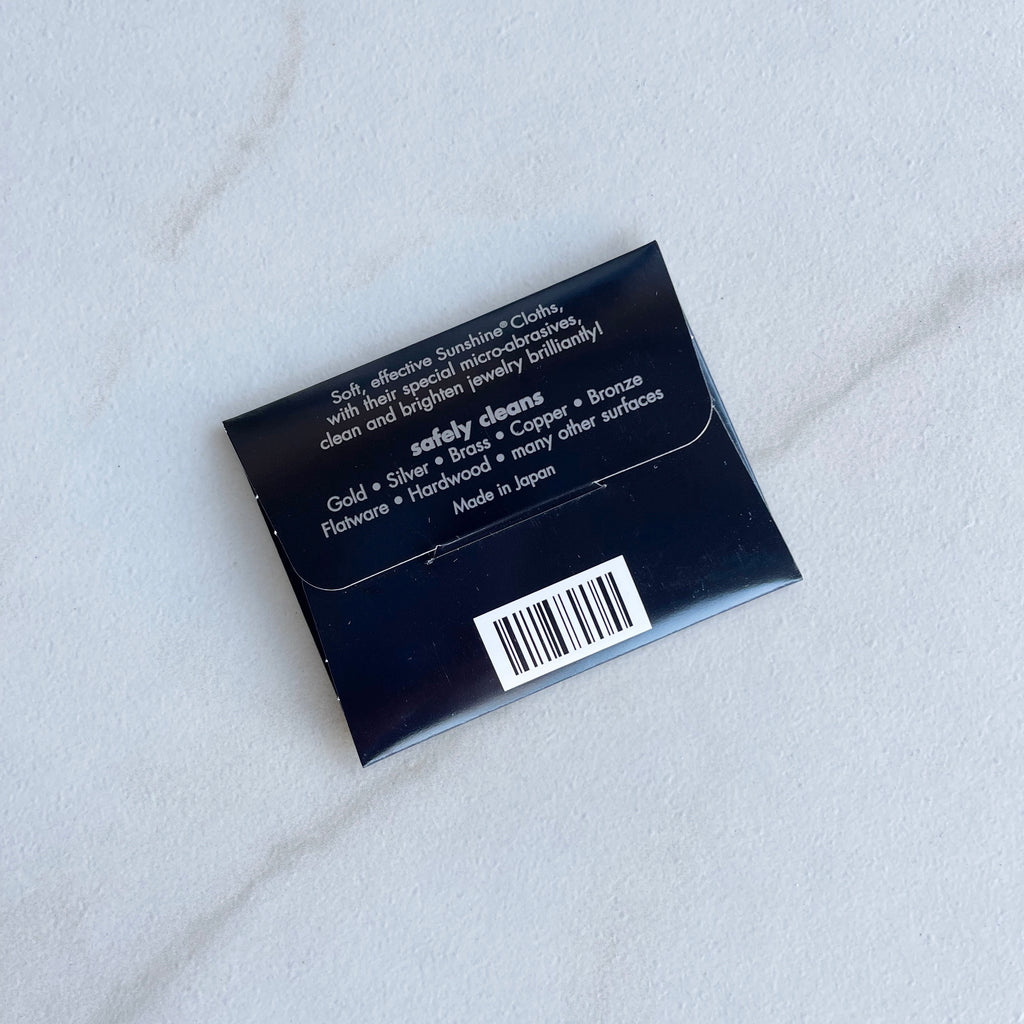 Soft, effective Sunshine® Cloths,
with their special micro-abrasives,
clean and brighten jewelry brilliantly!
safely cleans
Gold • Silver • Brass • Copper • Bronze
Flatware • Hardwood • many other surfaces
Made in Japan